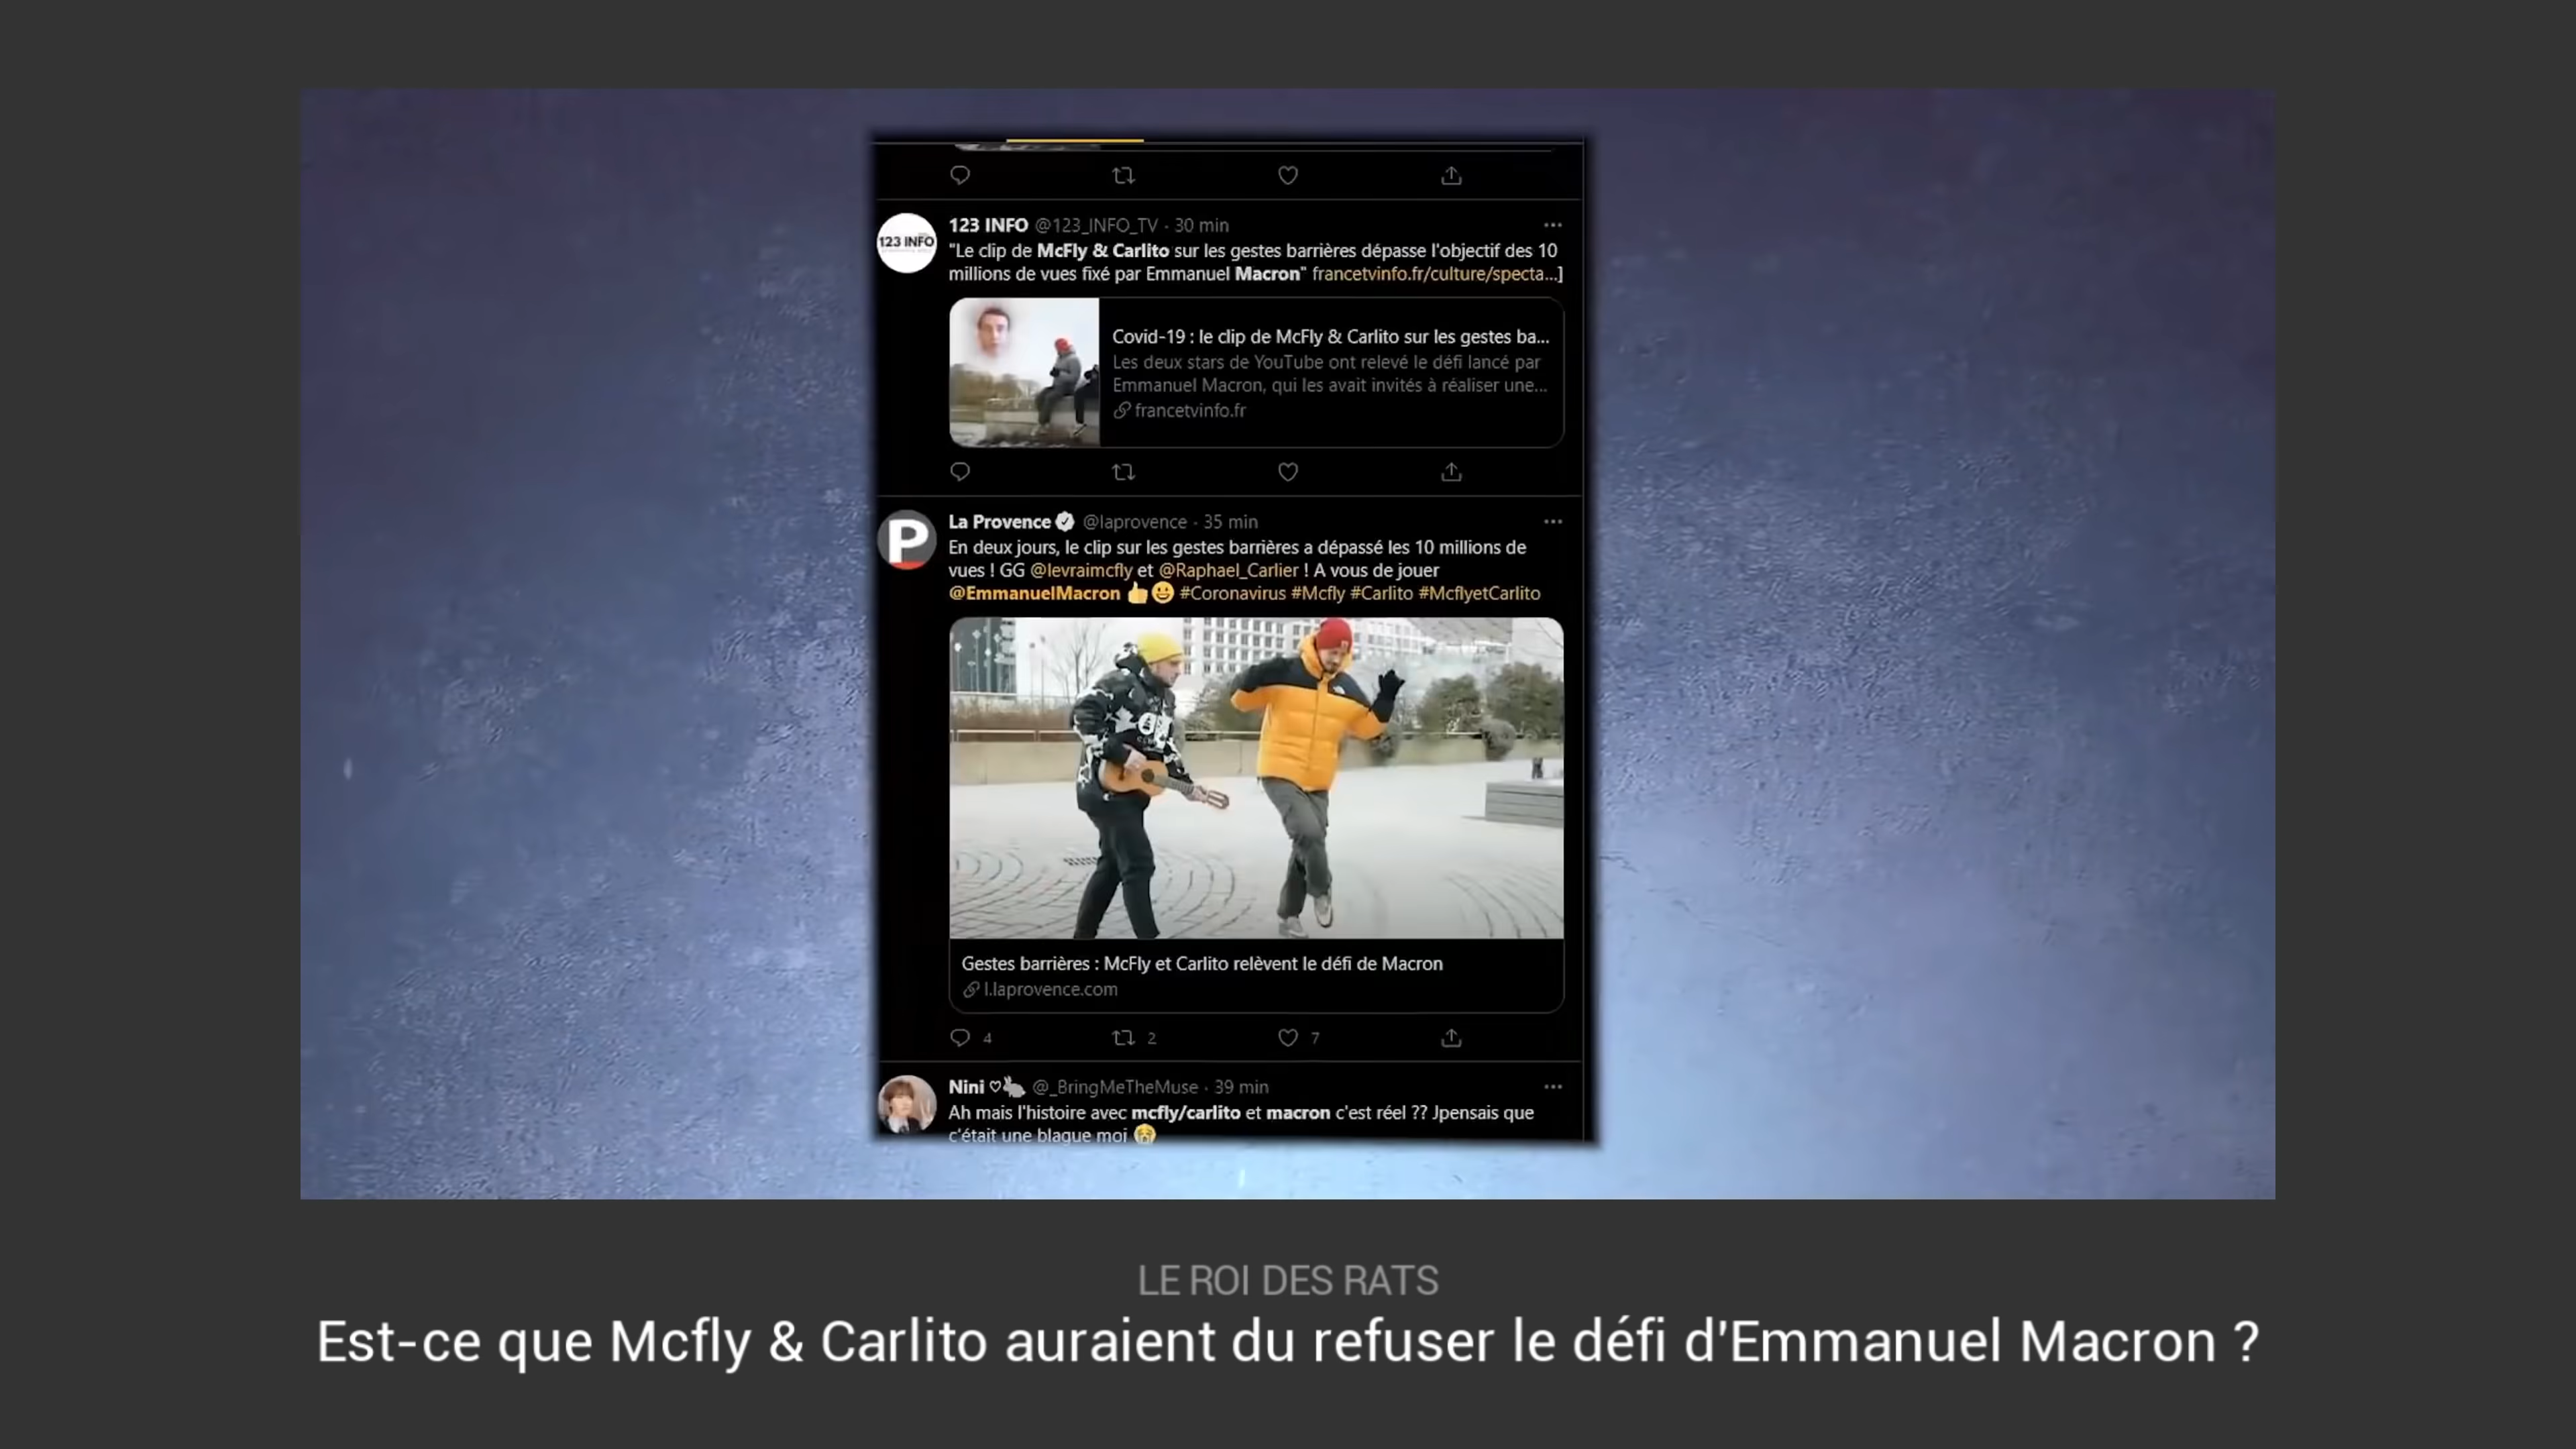 123 INFO @123_INFO_TV · 30 min
123 INFO
"Le clip de McFly & Carlito sur les gestes barrières dépasse l'objectif des 10
millions de vues fixé par Emmanuel Macron" francetvinfo.fr/culture/specta...]
Covid-19 : le clip de McFly & Carlito sur les gestes ba...
Les deux stars de YouTube ont relevé le défi lancé par
Emmanuel Macron, qui les avait invités à réaliser une...
francetvinfo.fr
P
La Provence @laprovence · 35 min
En deux jours, le clip sur les gestes barrières a dépassé les 10 millions de
vues ! GG @levraimcfly et @Raphael_Carlier ! A vous de jouer
@EmmanuelMacron 👍😀 #Coronavirus #Mcfly #Carlito #McflyetCarlito
Gestes barrières : McFly et Carlito relèvent le défi de Macron
l.laprovence.com
4 2 7
Nini ♡🐇 @_BringMeTheMuse · 39 min
Ah mais l'histoire avec mcfly/carlito et macron c'est réel ?? Jpensais que
c'était une blague moi 😭
LE ROI DES RATS
Est-ce que Mcfly & Carlito auraient du refuser le défi d'Emmanuel Macron ?